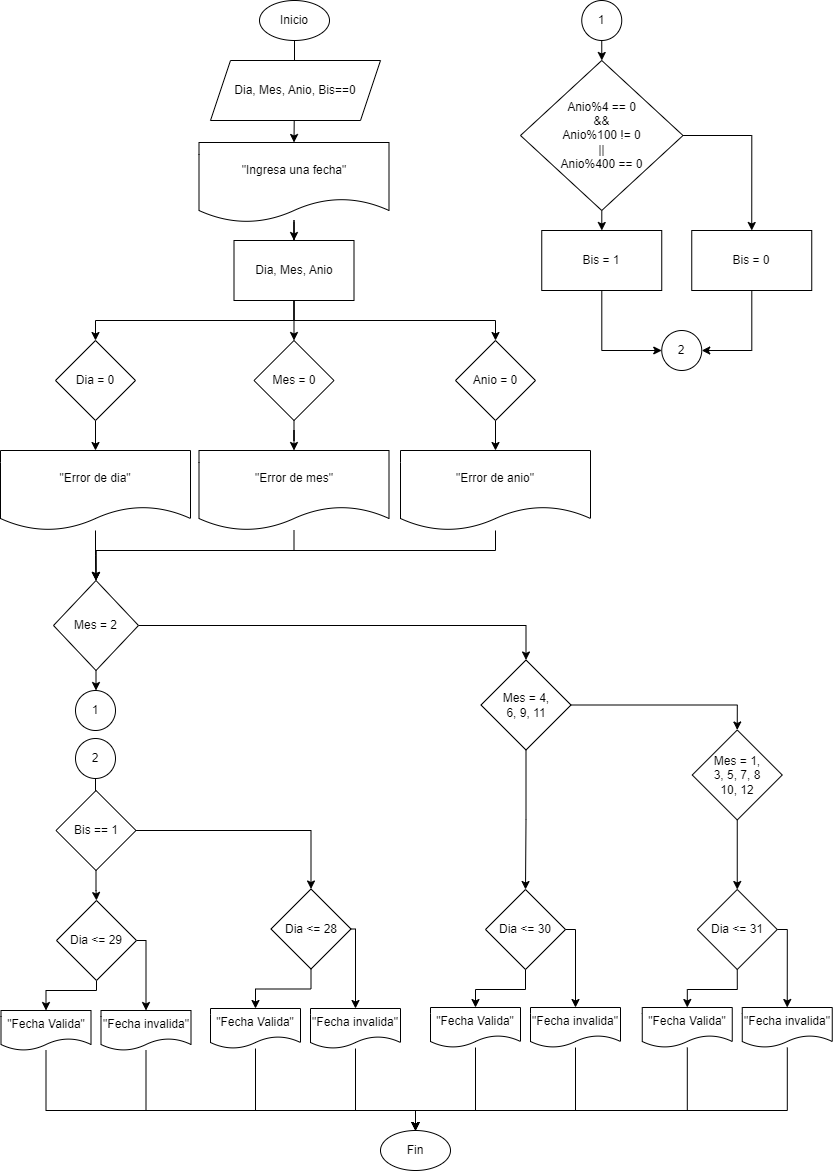 Inicio
Dia, Mes, Anio, Bis==0
"Ingresa una fecha"
Dia, Mes, Anio
Dia = 0
Mes = 0
Anio = 0
"Error de dia"
"Error de mes"
"Error de anio"
1
Anio%4 == 0
&&
Anio%100 != 0
||
Anio%400 == 0
Bis = 1
Bis = 0
2
Mes = 2
1
2
Mes = 4,
6, 9, 11
Mes = 1,
3, 5, 7, 8
10, 12
Bis == 1
Dia <= 29
Dia <= 28
Dia <= 30
Dia <= 31
"Fecha Valida"
"Fecha invalida"
"Fecha Valida"
"Fecha invalida"
"Fecha Valida"
"Fecha invalida"
"Fecha Valida"
"Fecha invalida"
Fin